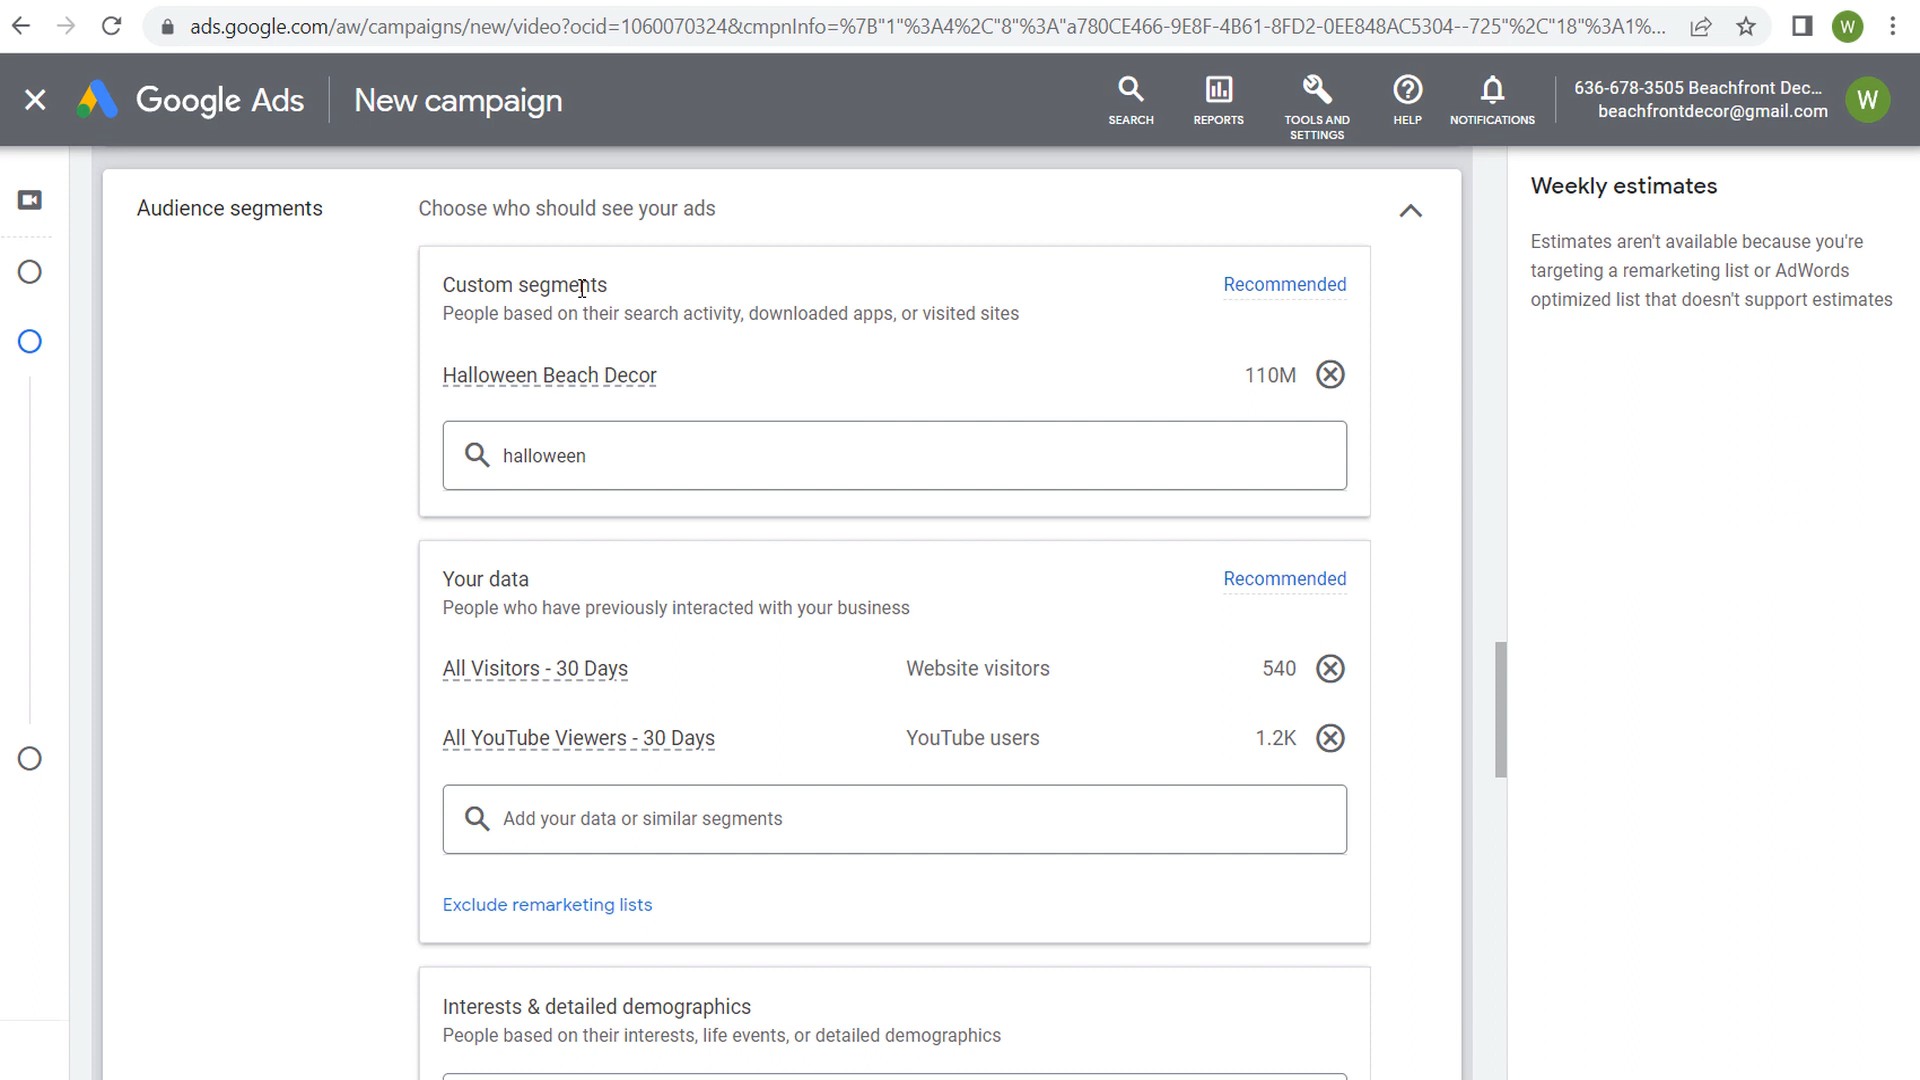 ads.google.com/aw/campaigns/new/video?ocid=1060070324&cmpnInfo=%7B"1"%3A4%2C"8"%3A"a780CE466-9E8F-4B61-8FD2-0EE848AC5304--725"%2C"18"%3A1%...
W
Google Ads
New campaign
SEARCH
REPORTS
TOOLS AND
SETTINGS
HELP
NOTIFICATIONS
636-678-3505 Beachfront Dec...
beachfrontdecor@gmail.com
W
Audience segments
Choose who should see your ads
Custom segments
Recommended
People based on their search activity, downloaded apps, or visited sites
Halloween Beach Decor
110M
halloween
Your data
Recommended
People who have previously interacted with your business
All Visitors - 30 Days
Website visitors
540
All YouTube Viewers - 30 Days
YouTube users
1.2K
Add your data or similar segments
Exclude remarketing lists
Interests & detailed demographics
People based on their interests, life events, or detailed demographics
Weekly estimates
Estimates aren't available because you're
targeting a remarketing list or AdWords
optimized list that doesn't support estimates